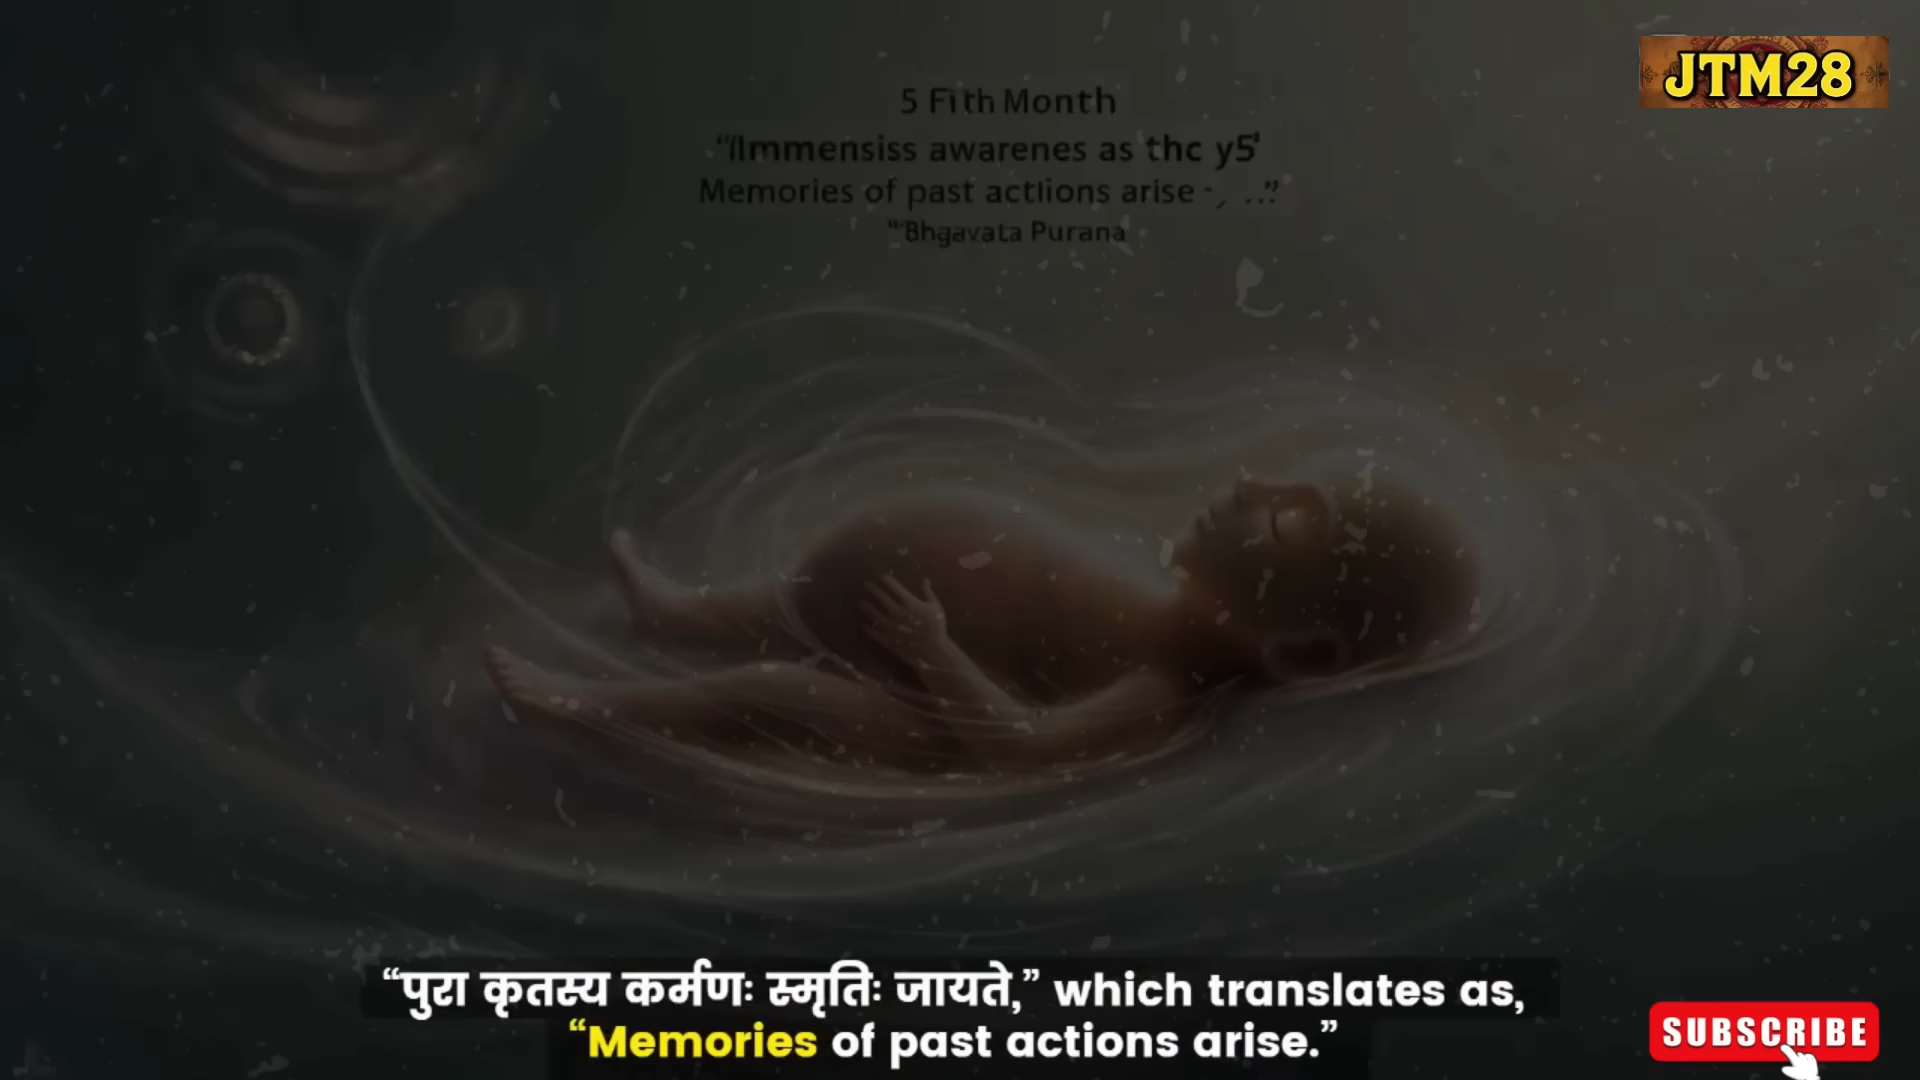 JTM28
5 Fith Month
“Immensiss awarenes as thc y5'
Memories of past actlions arise - , ...”
"Bhgavata Purana
“पुरा कृतस्य कर्मणः स्मृतिः जायते,” which translates as,
“Memories of past actions arise.”
SUBSCRIBE